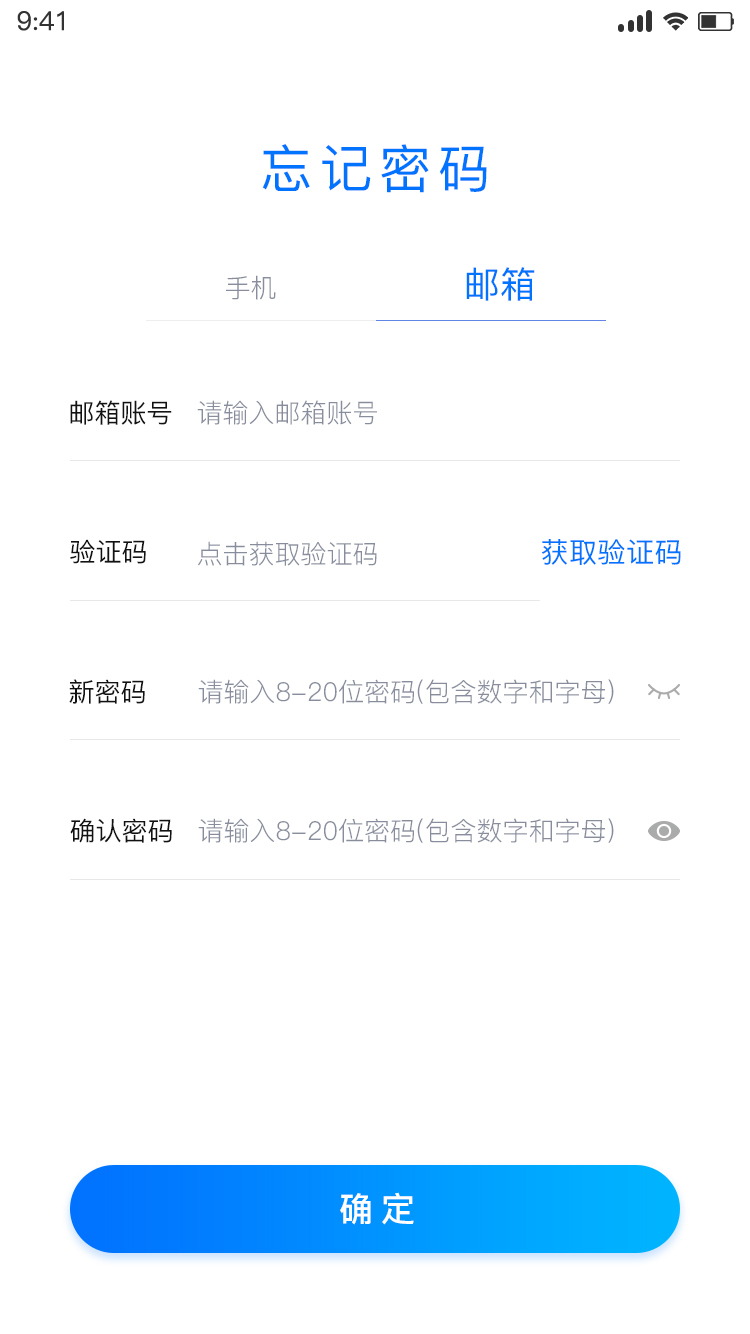 9:41
忘记密码
手机 邮箱
邮箱账号 请输入邮箱账号
验证码 点击获取验证码 获取验证码
新密码 请输入8-20位密码(包含数字和字母)
确认密码 请输入8-20位密码(包含数字和字母)
确定